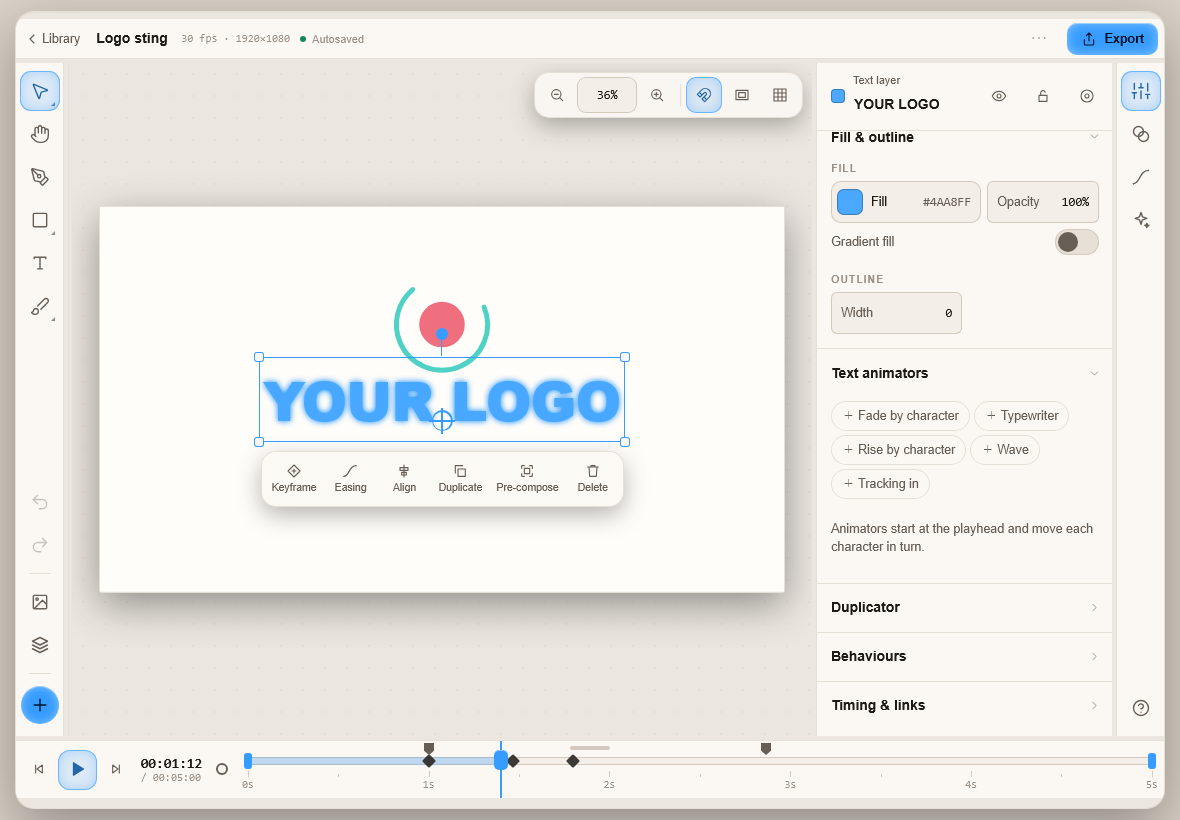 Library
Logo sting
30 fps · 1920×1080
Autosaved
Export
36%
Text layer
YOUR LOGO
Fill & outline
FILL
Fill
#4AA8FF
Opacity
100%
Gradient fill
OUTLINE
Width
0
YOUR LOGO
Keyframe
Easing
Align
Duplicate
Pre-compose
Delete
Text animators
Fade by character
Typewriter
Rise by character
Wave
Tracking in
Animators start at the playhead and move each
character in turn.
Duplicator
Behaviours
Timing & links
00:01:12
/ 00:05:00
0s
1s
2s
3s
4s
5s